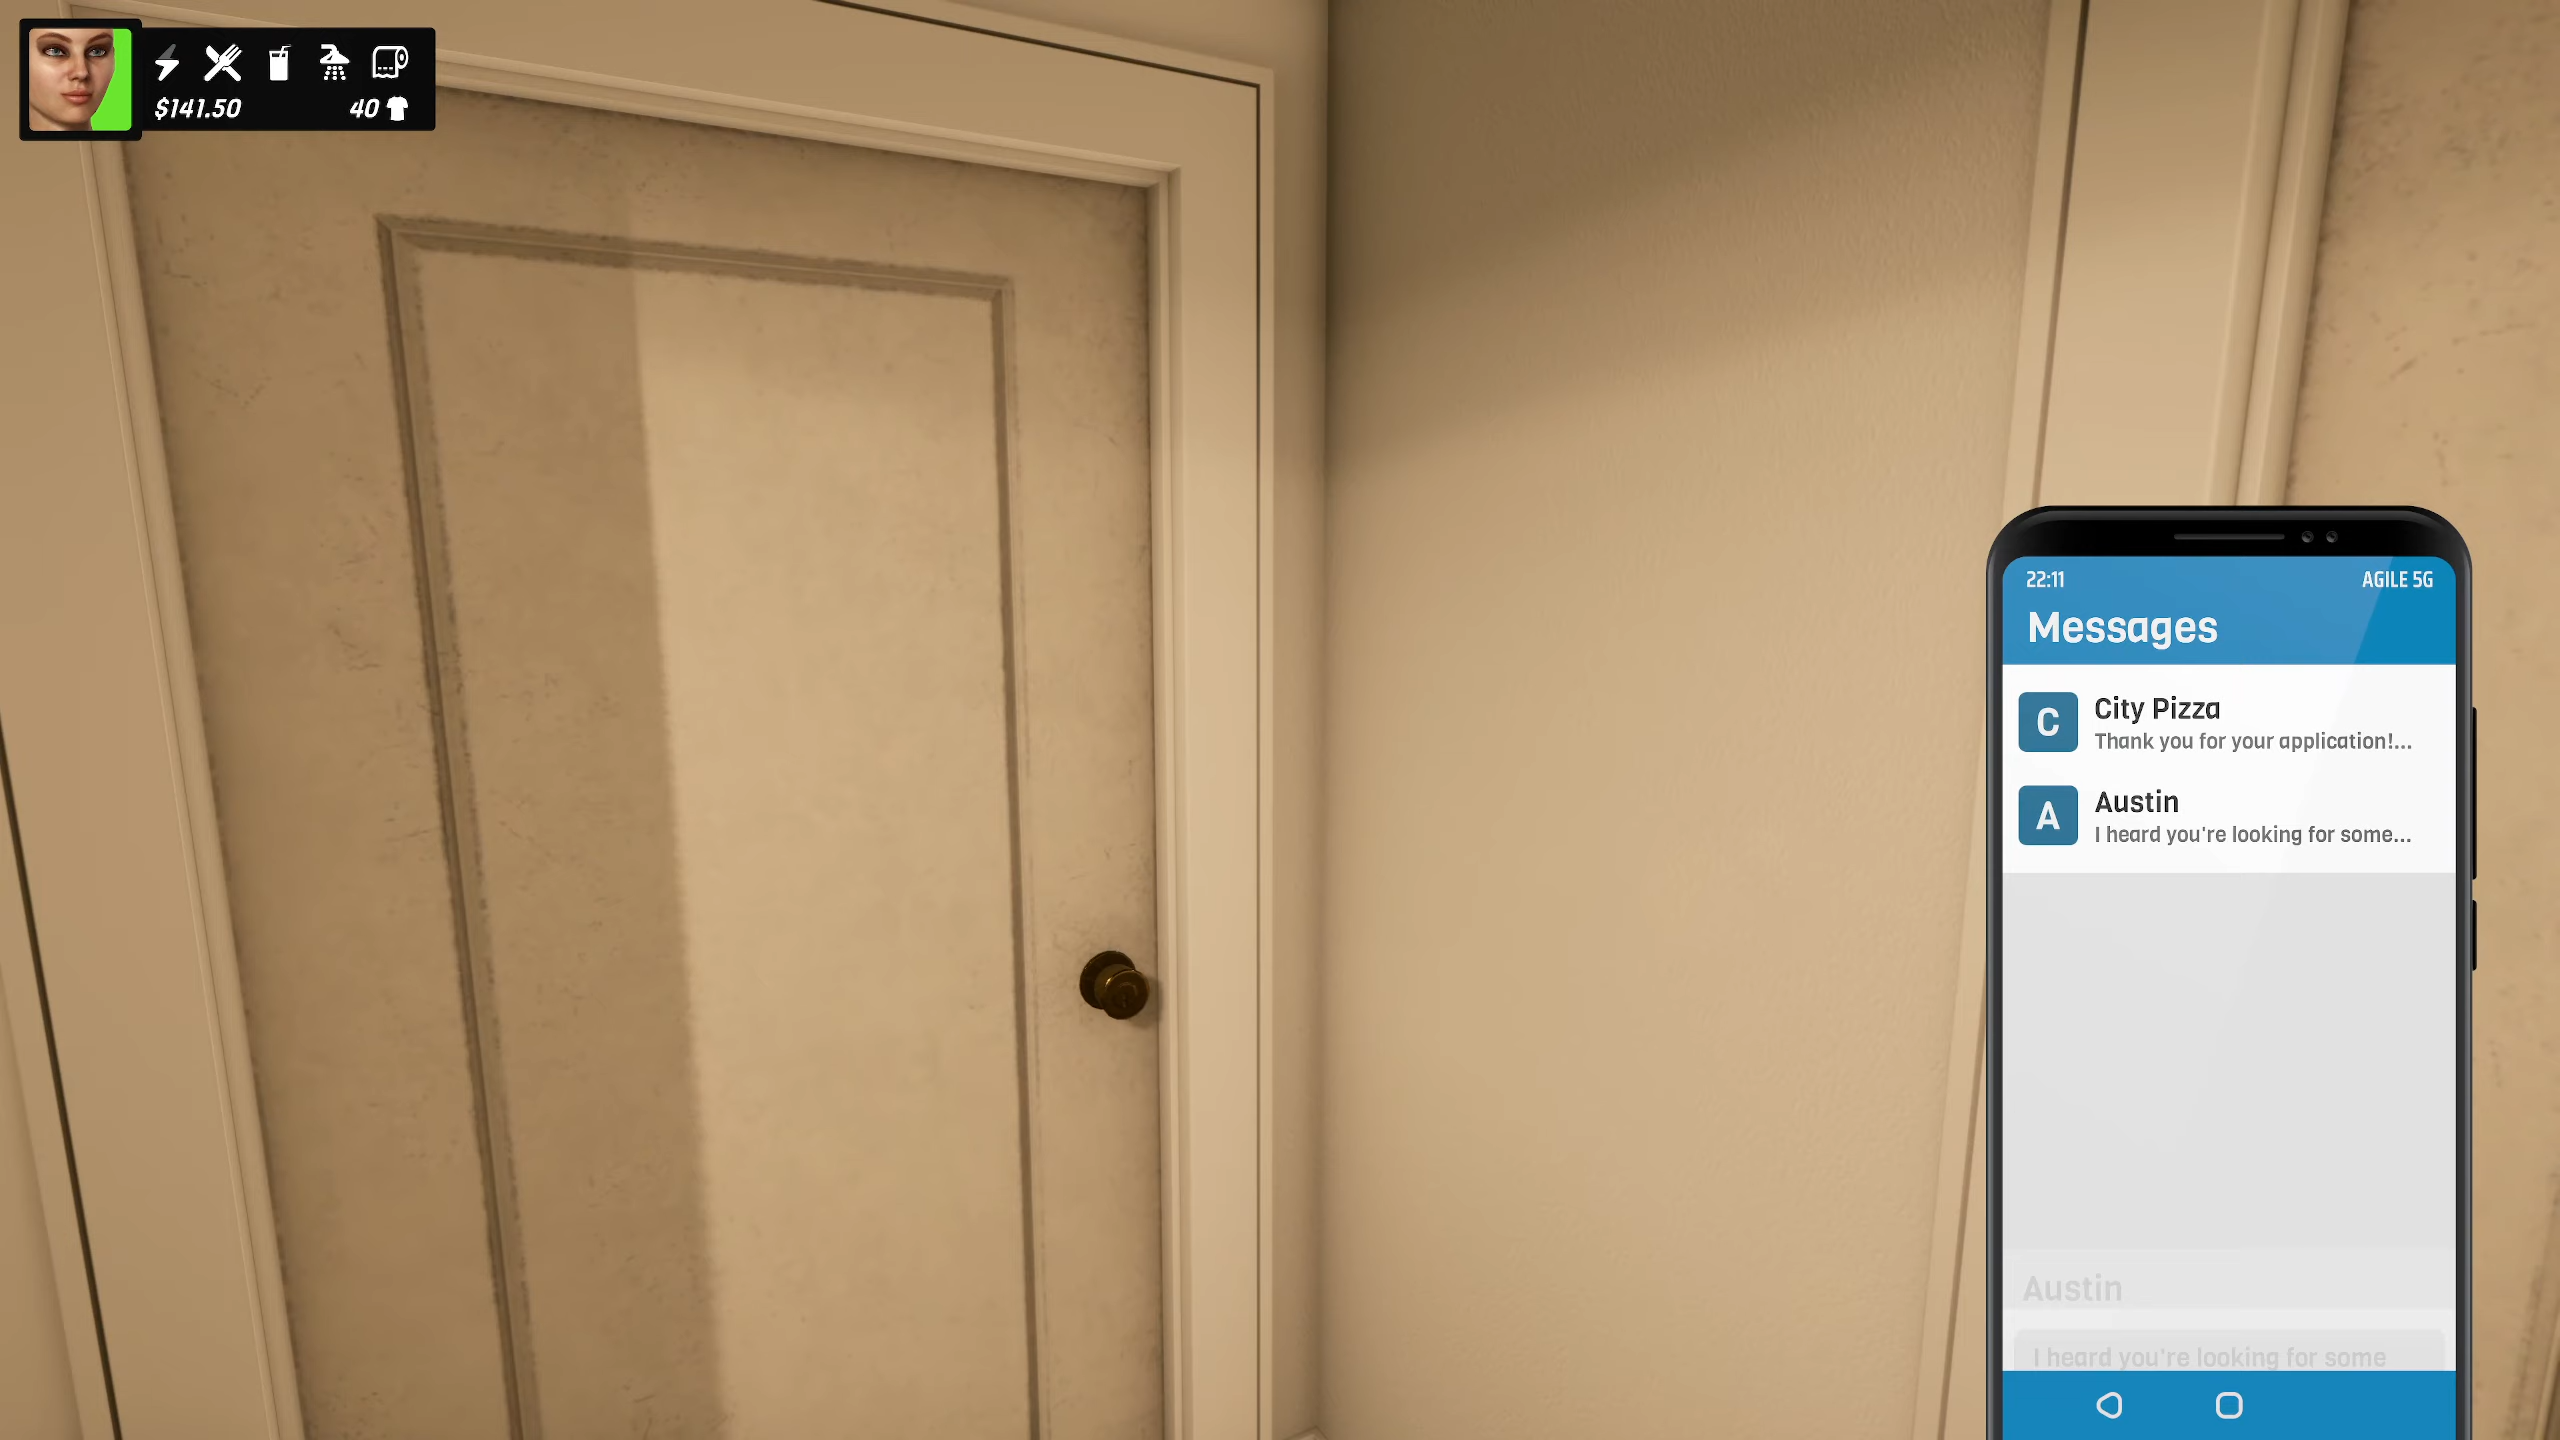 $141.50
40
22:11 AGILE 5G
Messages
C
City Pizza
Thank you for your application!...
A
Austin
I heard you're looking for some...
Austin
I heard you're looking for some